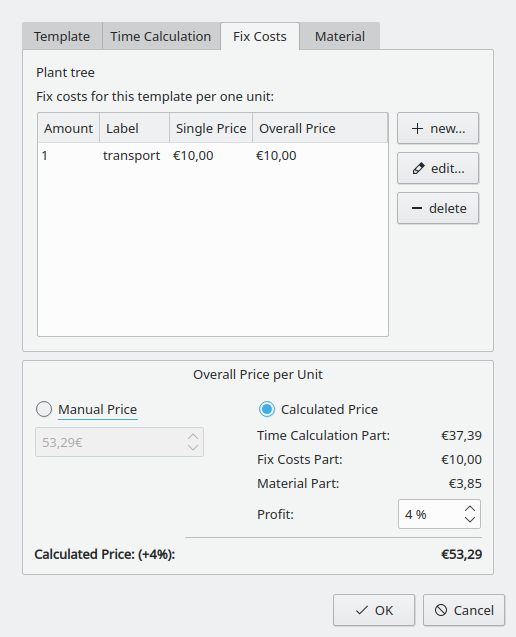 Template Time Calculation Fix Costs Material
Plant tree
Fix costs for this template per one unit:
Amount Label Single Price Overall Price
1 transport €10,00 €10,00
new...
edit...
delete
Overall Price per Unit
Manual Price Calculated Price
53,29€
Time Calculation Part: €37,39
Fix Costs Part: €10,00
Material Part: €3,85
Profit: 4 %
Calculated Price: (+4%): €53,29
OK Cancel